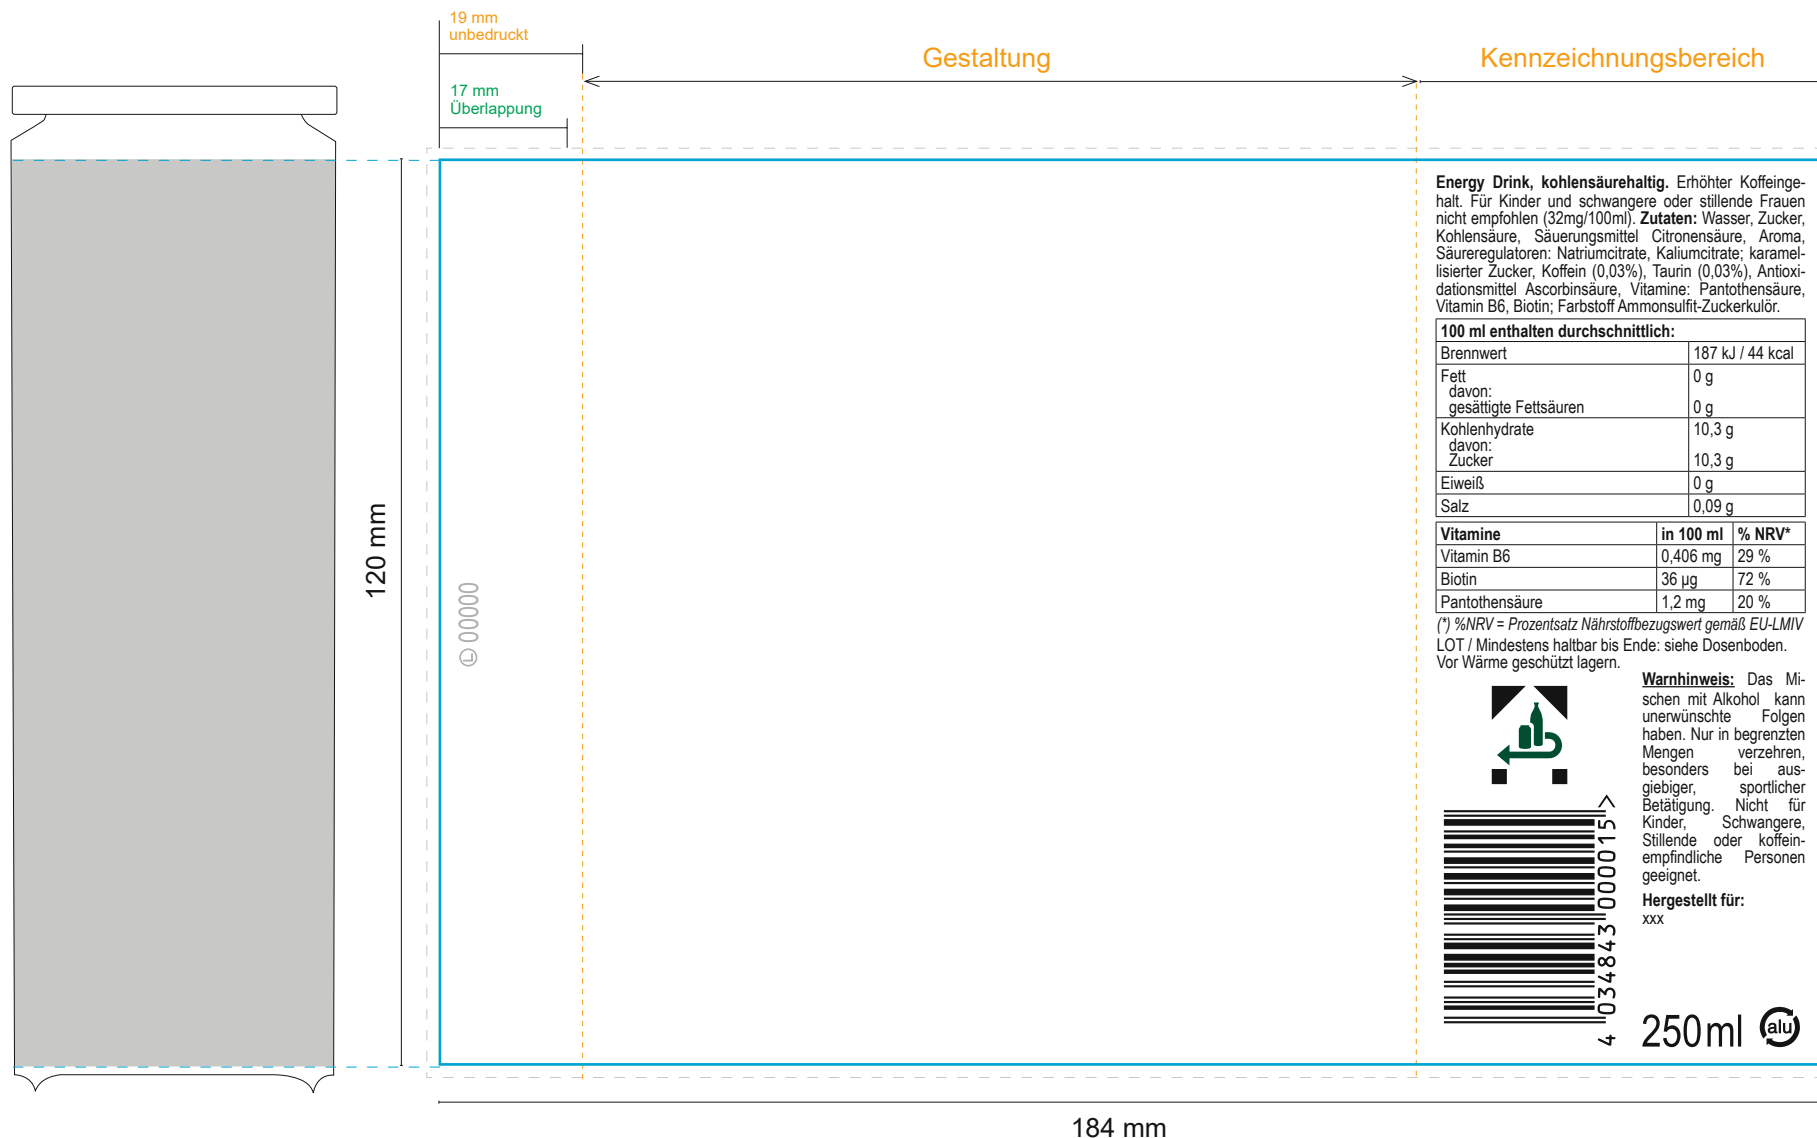 19 mm
unbedruckt
17 mm
Überlappung
Gestaltung
Kennzeichnungsbereich
120 mm
Ⓛ 00000
Energy Drink, kohlensäurehaltig. Erhöhter Koffeinge-
halt. Für Kinder und schwangere oder stillende Frauen
nicht empfohlen (32mg/100ml). Zutaten: Wasser, Zucker,
Kohlensäure, Säuerungsmittel Citronensäure, Aroma,
Säureregulatoren: Natriumcitrate, Kaliumcitrate; karamel-
lisierter Zucker, Koffein (0,03%), Taurin (0,03%), Antioxi-
dationsmittel Ascorbinsäure, Vitamine: Pantothensäure,
Vitamin B6, Biotin; Farbstoff Ammonsulfit-Zuckerkulör.
100 ml enthalten durchschnittlich:
Brennwert 187 kJ / 44 kcal
Fett 0 g
davon:
gesättigte Fettsäuren 0 g
Kohlenhydrate 10,3 g
davon:
Zucker 10,3 g
Eiweiß 0 g
Salz 0,09 g
Vitamine in 100 ml % NRV*
Vitamin B6 0,406 mg 29 %
Biotin 36 µg 72 %
Pantothensäure 1,2 mg 20 %
(*) %NRV = Prozentsatz Nährstoffbezugswert gemäß EU-LMIV
LOT / Mindestens haltbar bis Ende: siehe Dosenboden.
Vor Wärme geschützt lagern.
Warnhinweis: Das Mi-
schen mit Alkohol kann
unerwünschte Folgen
haben. Nur in begrenzten
Mengen verzehren,
besonders bei aus-
giebiger, sportlicher
Betätigung. Nicht für
Kinder, Schwangere,
Stillende oder koffein-
empfindliche Personen
geeignet.
Hergestellt für:
xxx
4 034843 000015 >
250 ml
alu
184 mm